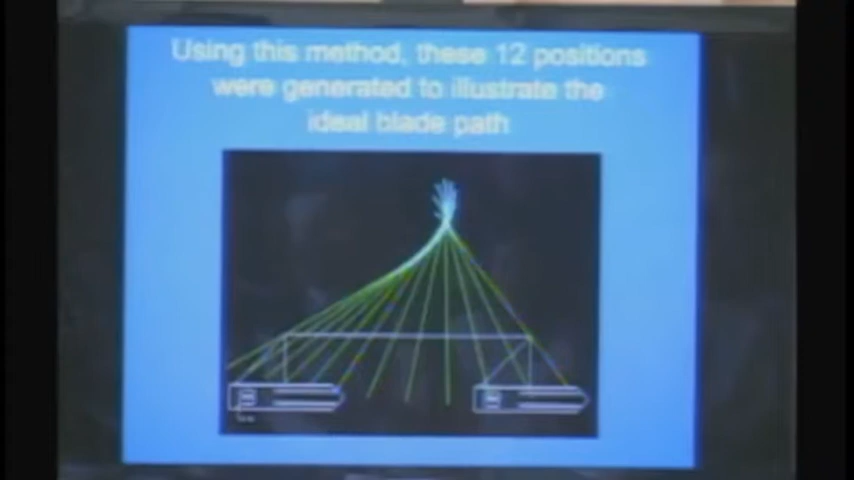 Using this method, these 12 positions
were generated to illustrate the
ideal blade path